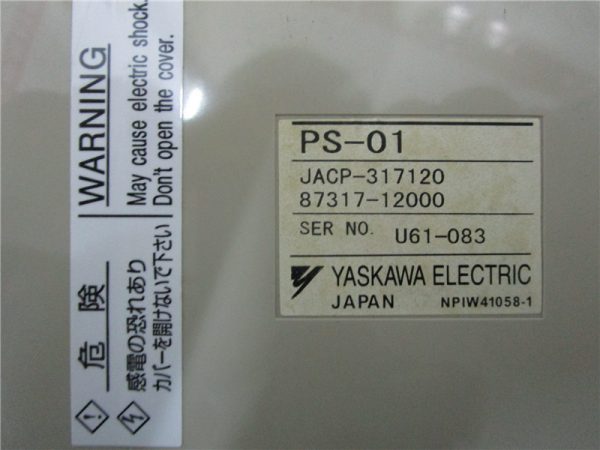 WARNING
May cause electric shock.
Don't open the cover.
危 険
感電の恐れあり
カバーを開けないで下さい
PS-01
JACP-317120
87317-12000
SER NO. U61-083
YASKAWA ELECTRIC
JAPAN NPIW41058-1